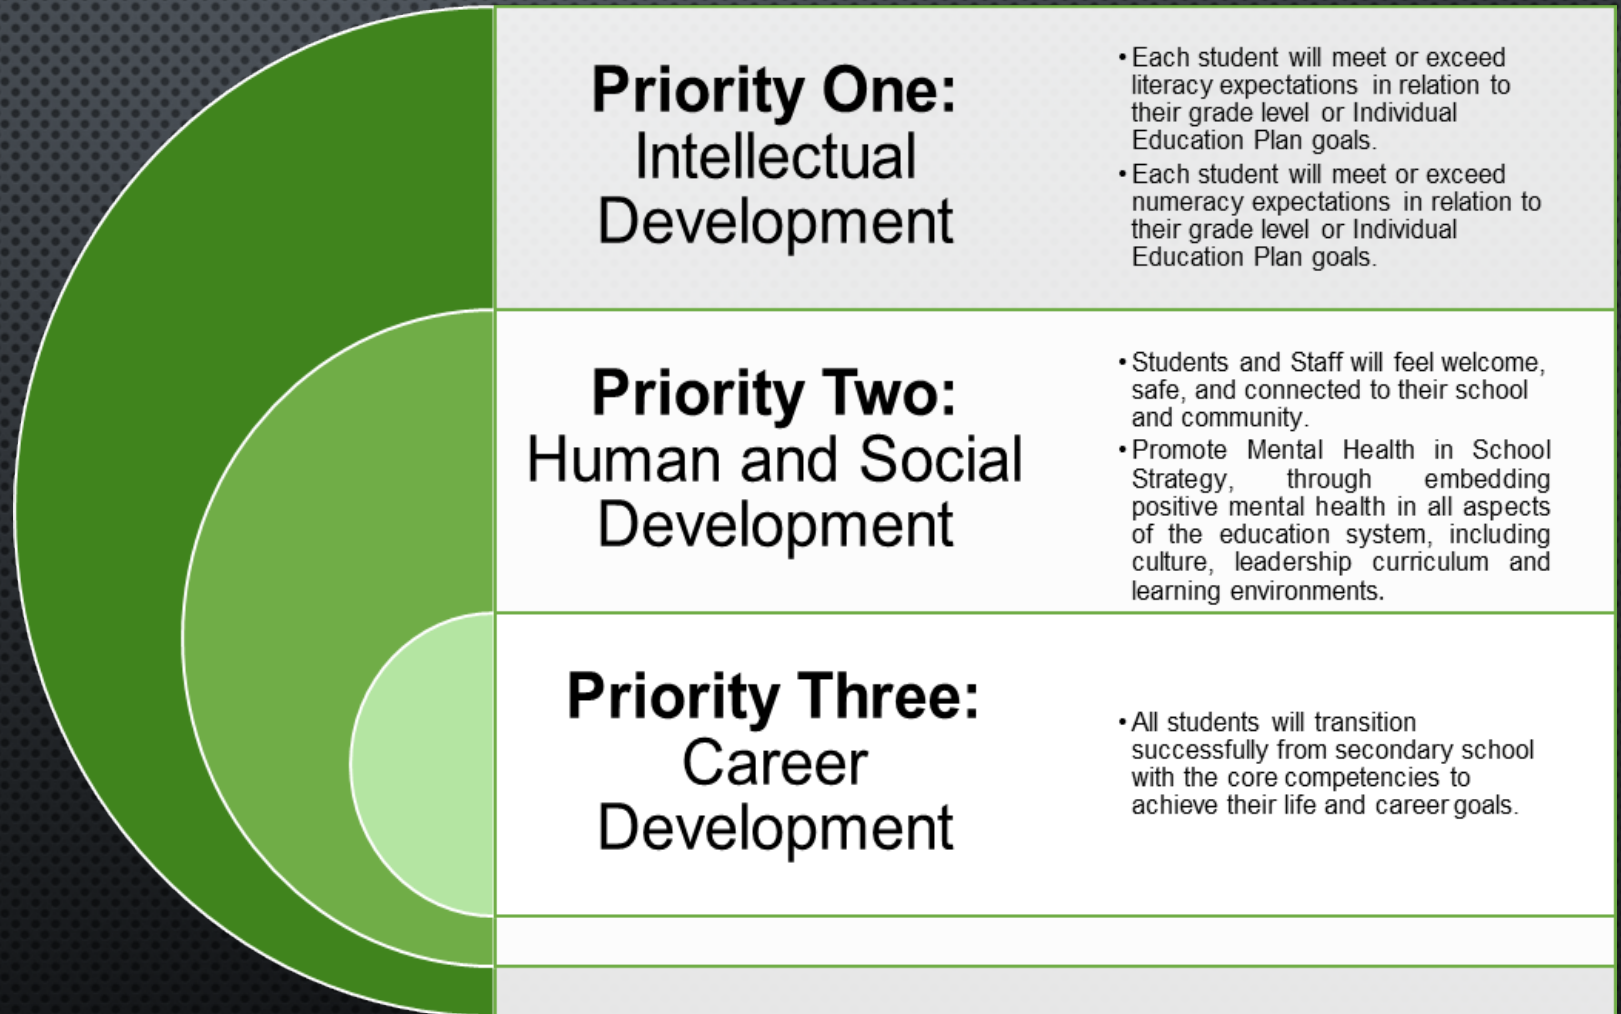 Priority One:
Intellectual
Development
• Each student will meet or exceed
literacy expectations in relation to
their grade level or Individual
Education Plan goals.
• Each student will meet or exceed
numeracy expectations in relation to
their grade level or Individual
Education Plan goals.
Priority Two:
Human and Social
Development
• Students and Staff will feel welcome,
safe, and connected to their school
and community.
• Promote Mental Health in School
Strategy, through embedding
positive mental health in all aspects
of the education system, including
culture, leadership curriculum and
learning environments.
Priority Three:
Career
Development
• All students will transition
successfully from secondary school
with the core competencies to
achieve their life and career goals.